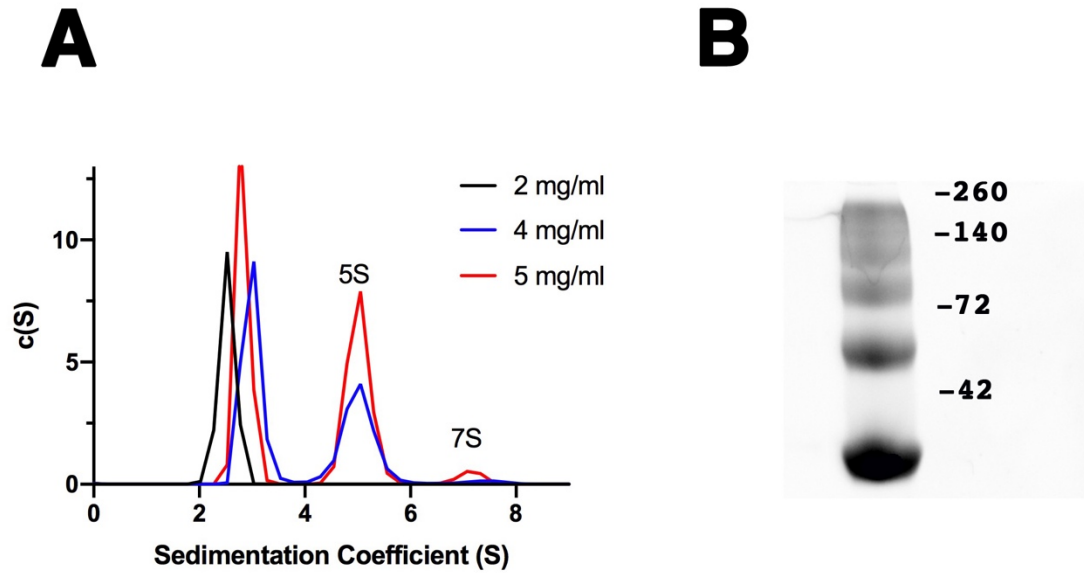 A
B
2 mg/ml
4 mg/ml
5 mg/ml
5S
7S
c(S)
10
5
0
0 2 4 6 8
Sedimentation Coefficient (S)
-260
-140
-72
-42